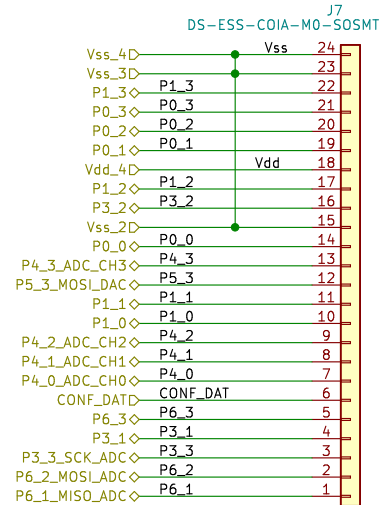 J7
DS-ESS-COIA-M0-SOSMT
Vss_4 Vss 24
Vss_3 23
P1_3 P1_3 22
P0_3 P0_3 21
P0_2 P0_2 20
P0_1 P0_1 19
Vdd_4 Vdd 18
P1_2 P1_2 17
P3_2 P3_2 16
Vss_2 15
P0_0 P0_0 14
P4_3_ADC_CH3 P4_3 13
P5_3_MOSI_DAC P5_3 12
P1_1 P1_1 11
P1_0 P1_0 10
P4_2_ADC_CH2 P4_2 9
P4_1_ADC_CH1 P4_1 8
P4_0_ADC_CH0 P4_0 7
CONF_DAT CONF_DAT 6
P6_3 P6_3 5
P3_1 P3_1 4
P3_3_SCK_ADC P3_3 3
P6_2_MOSI_ADC P6_2 2
P6_1_MISO_ADC P6_1 1